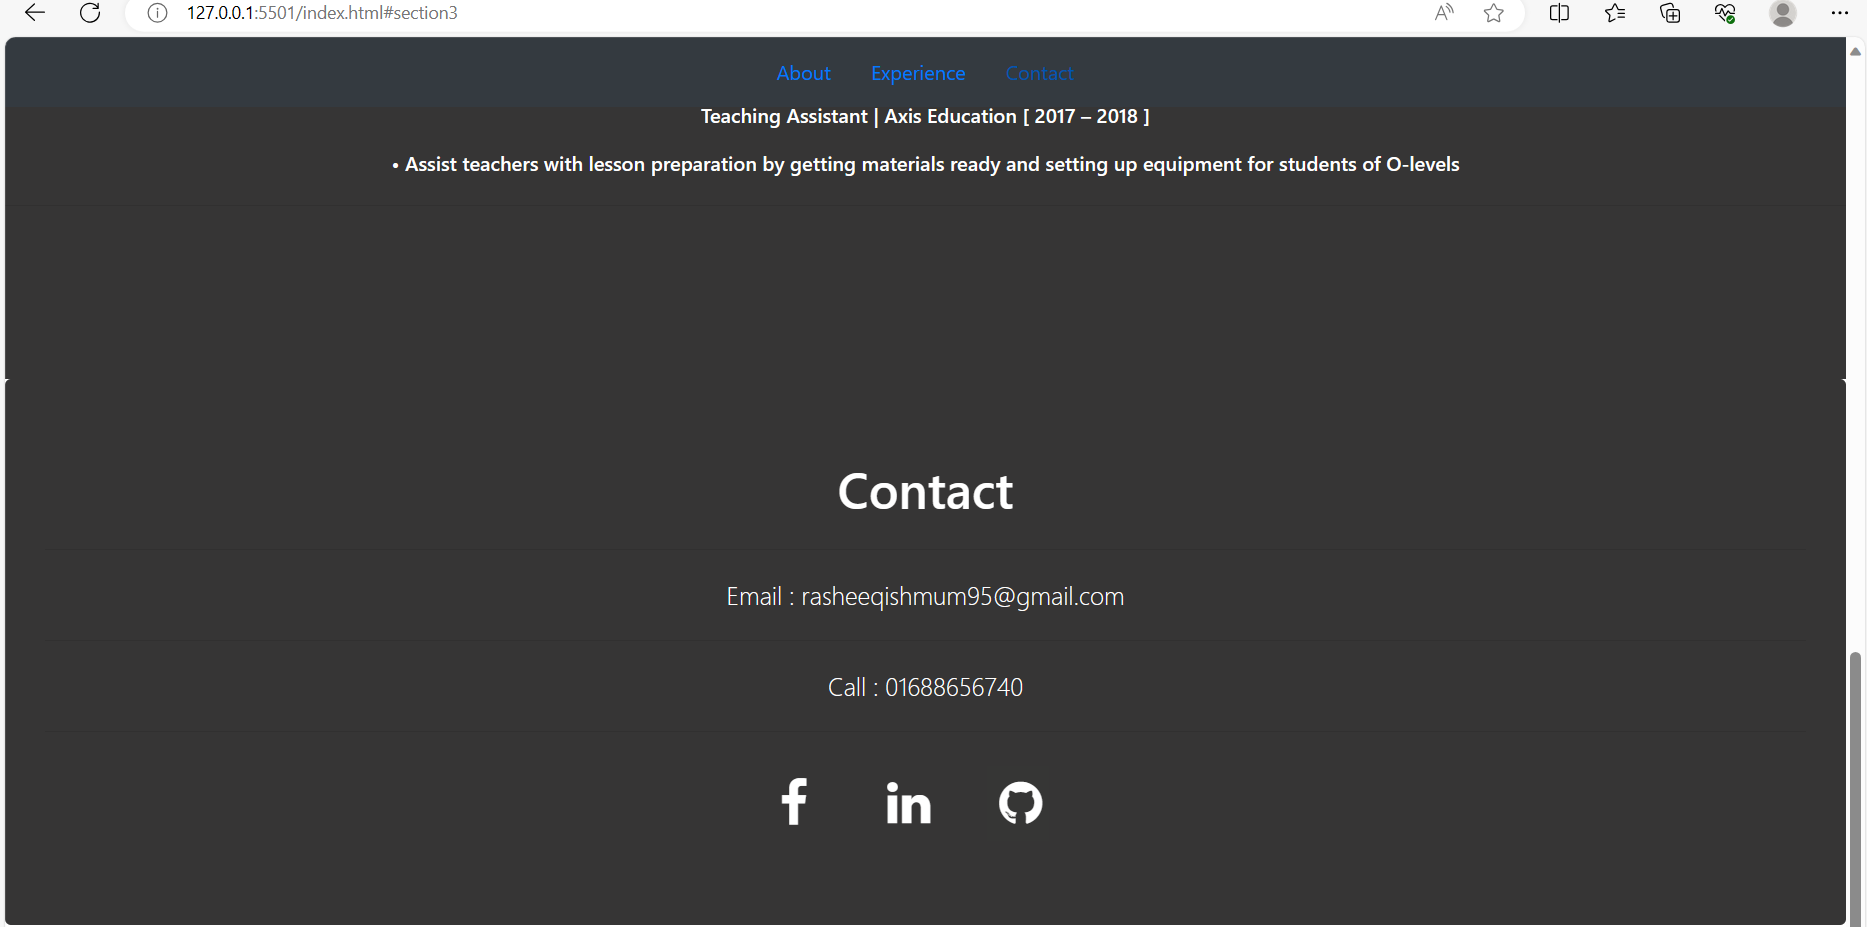 127.0.0.1:5501/index.html#section3
About Experience Contact
Teaching Assistant | Axis Education [ 2017 – 2018 ]
• Assist teachers with lesson preparation by getting materials ready and setting up equipment for students of O-levels
Contact
Email : rasheeqishmum95@gmail.com
Call : 01688656740